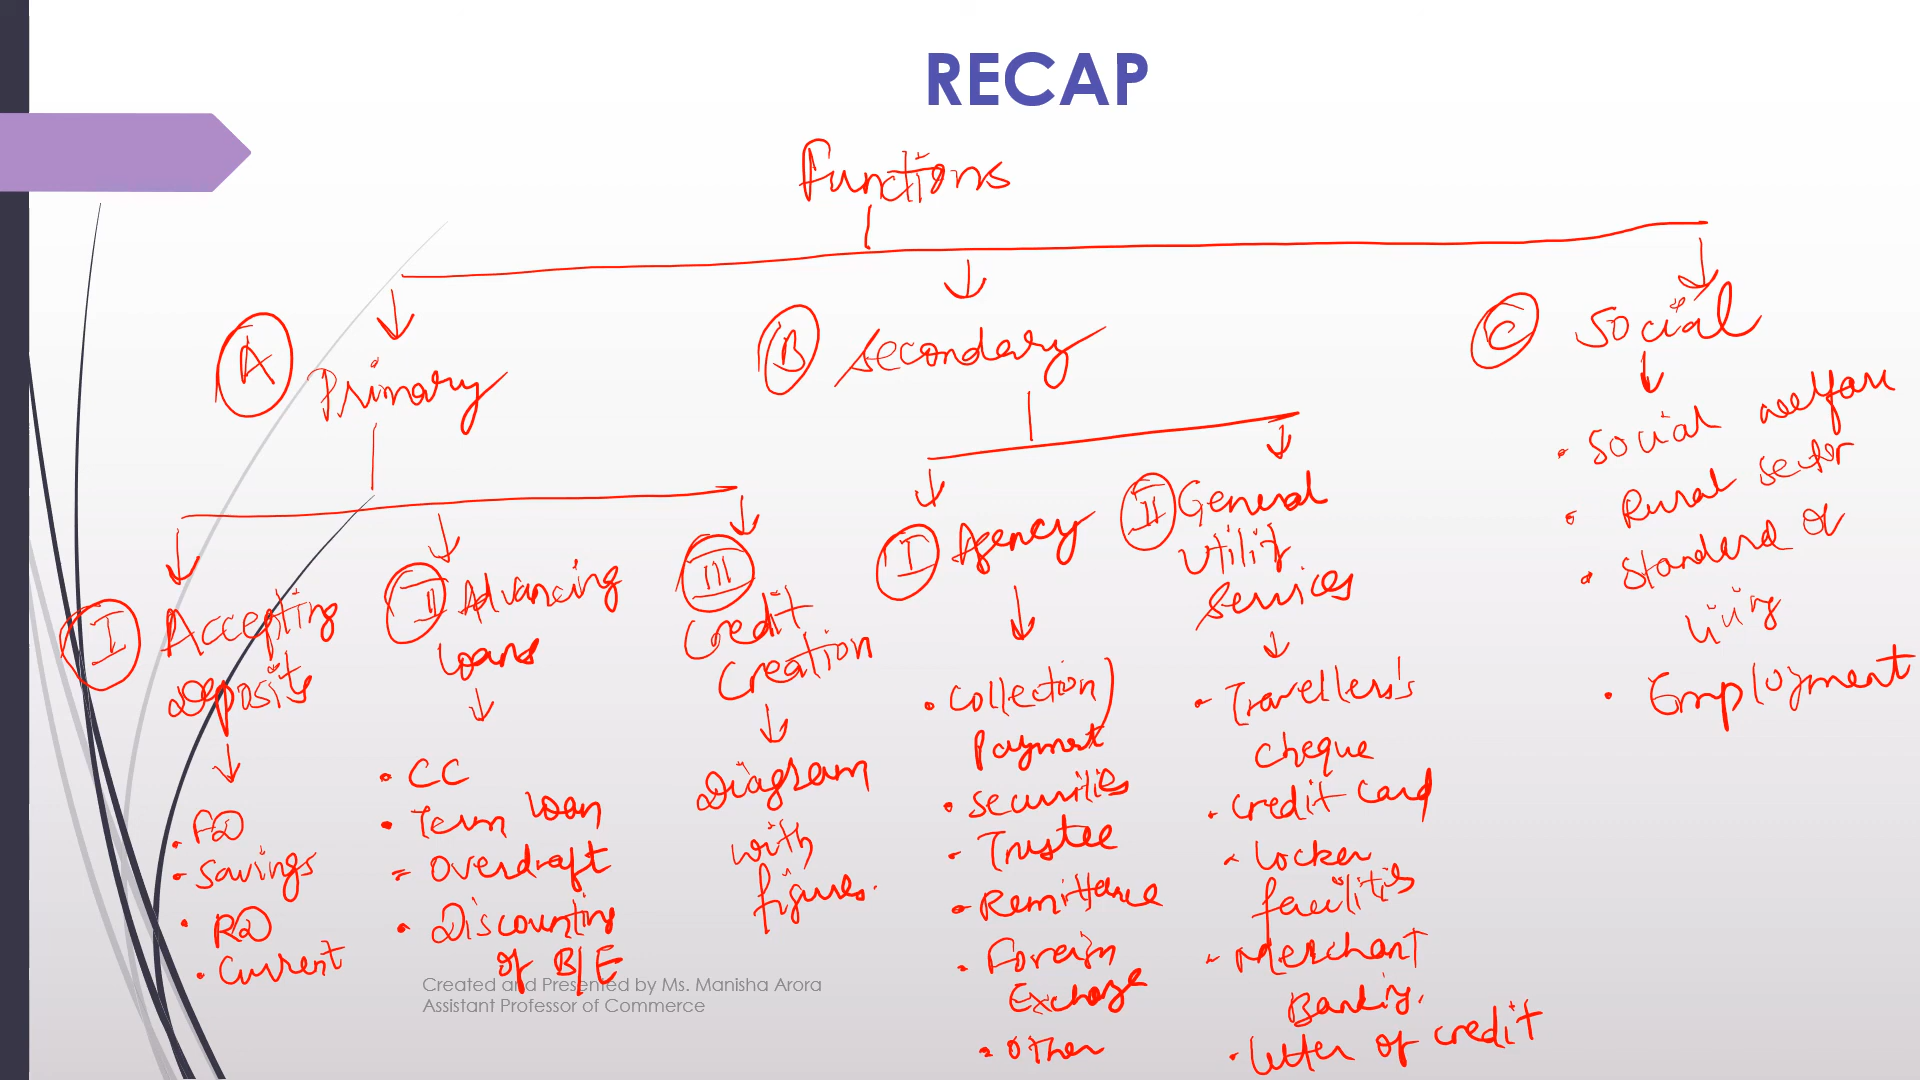 RECAP
Functions
A
Primary
B
Secondary
C
Social
I
Accepting
Deposits
FD
Savings
RD
Current
II
Advancing
Loans
CC
Term Loan
Overdraft
Discounting
of B/E
III
Credit
Creation
Diagram
with
figures.
I
Agency
Collection)
Payment
Securities
Trustee
Remittance
Foreign
Exchange
Other
II
General
Utility
Services
Travellers's
Cheque
Credit Card
Locker
facilities
Merchant
Banking.
Letter of credit
Social welfare
Rural sector
Standard of
living
Employment
Created and Presented by Ms. Manisha Arora
Assistant Professor of Commerce